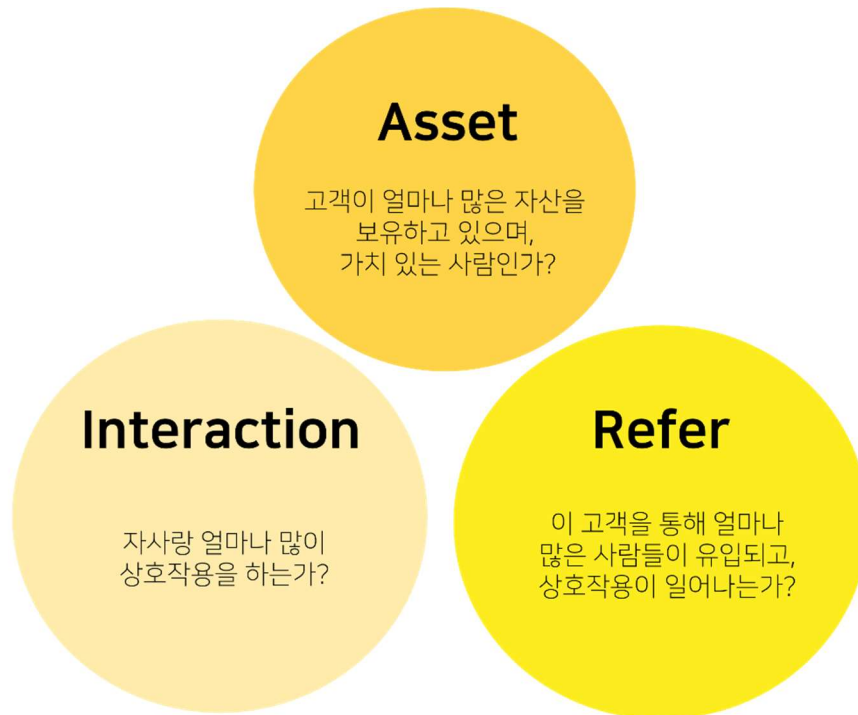 Asset
고객이 얼마나 많은 자산을
보유하고 있으며,
가치 있는 사람인가?
Interaction
자사랑 얼마나 많이
상호작용을 하는가?
Refer
이 고객을 통해 얼마나
많은 사람들이 유입되고,
상호작용이 일어나는가?